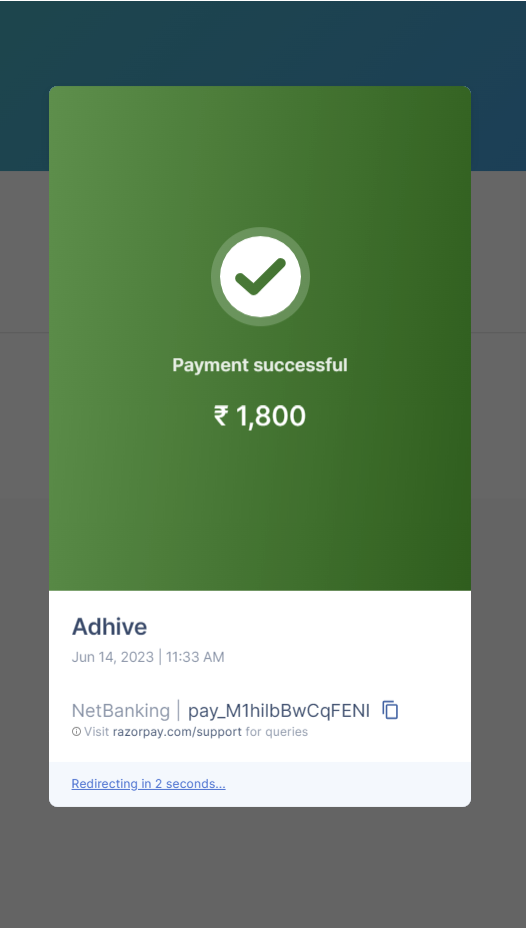 Payment successful
₹ 1,800
Adhive
Jun 14, 2023 | 11:33 AM
NetBanking | pay_M1hilbBwCqFENI
Visit razorpay.com/support for queries
Redirecting in 2 seconds...